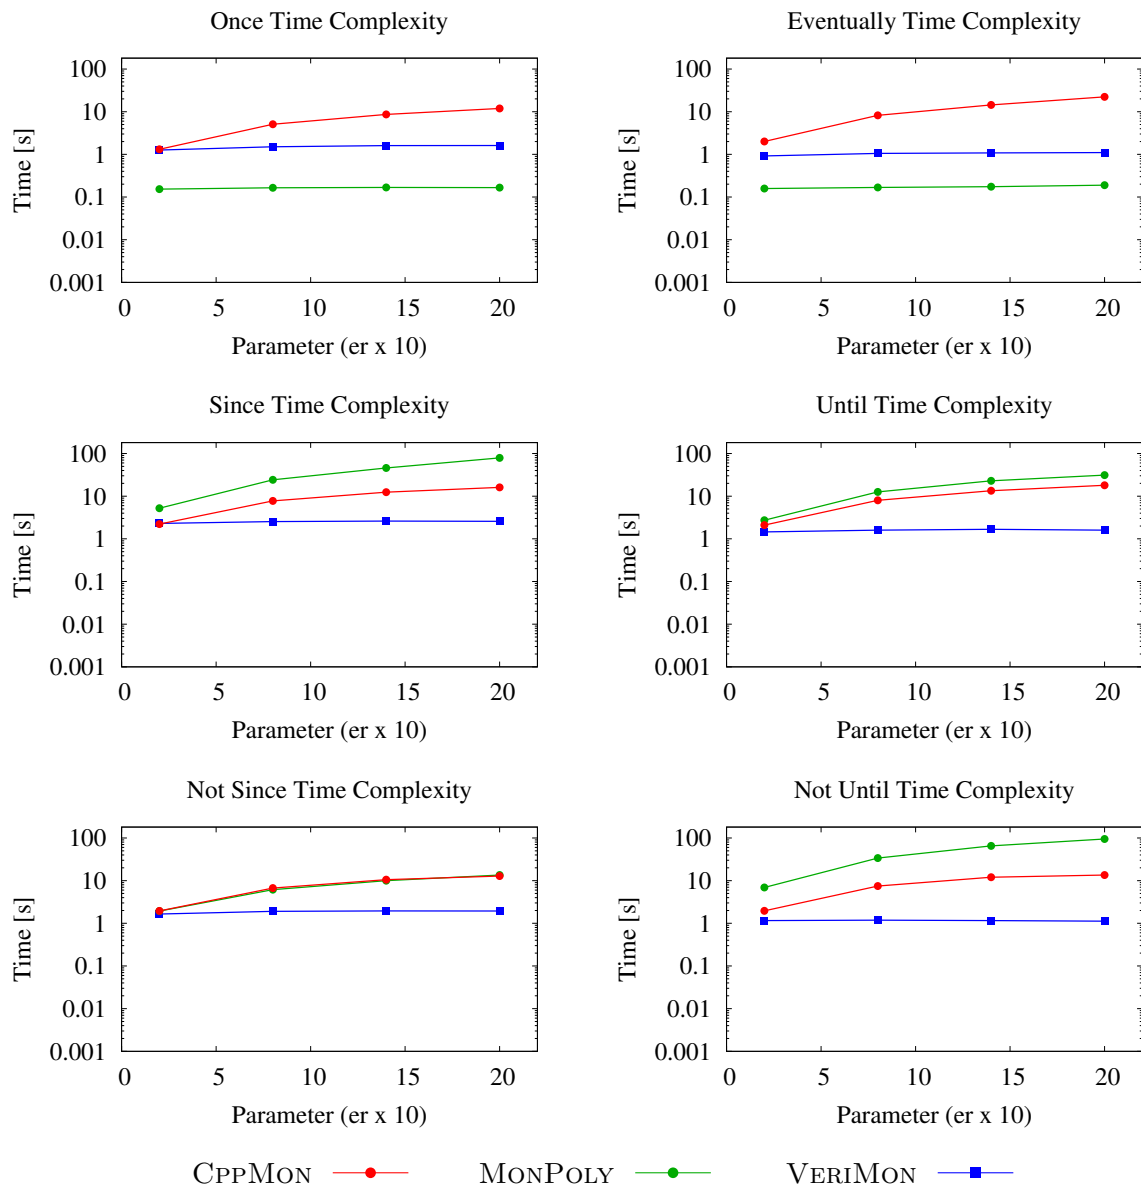 Once Time Complexity
Time [s]
100
10
1
0.1
0.01
0.001
0 5 10 15 20
Parameter (er x 10)
Eventually Time Complexity
Time [s]
100
10
1
0.1
0.01
0.001
0 5 10 15 20
Parameter (er x 10)
Since Time Complexity
Time [s]
100
10
1
0.1
0.01
0.001
0 5 10 15 20
Parameter (er x 10)
Until Time Complexity
Time [s]
100
10
1
0.1
0.01
0.001
0 5 10 15 20
Parameter (er x 10)
Not Since Time Complexity
Time [s]
100
10
1
0.1
0.01
0.001
0 5 10 15 20
Parameter (er x 10)
Not Until Time Complexity
Time [s]
100
10
1
0.1
0.01
0.001
0 5 10 15 20
Parameter (er x 10)
CPPMON MONPOLY VERIMON